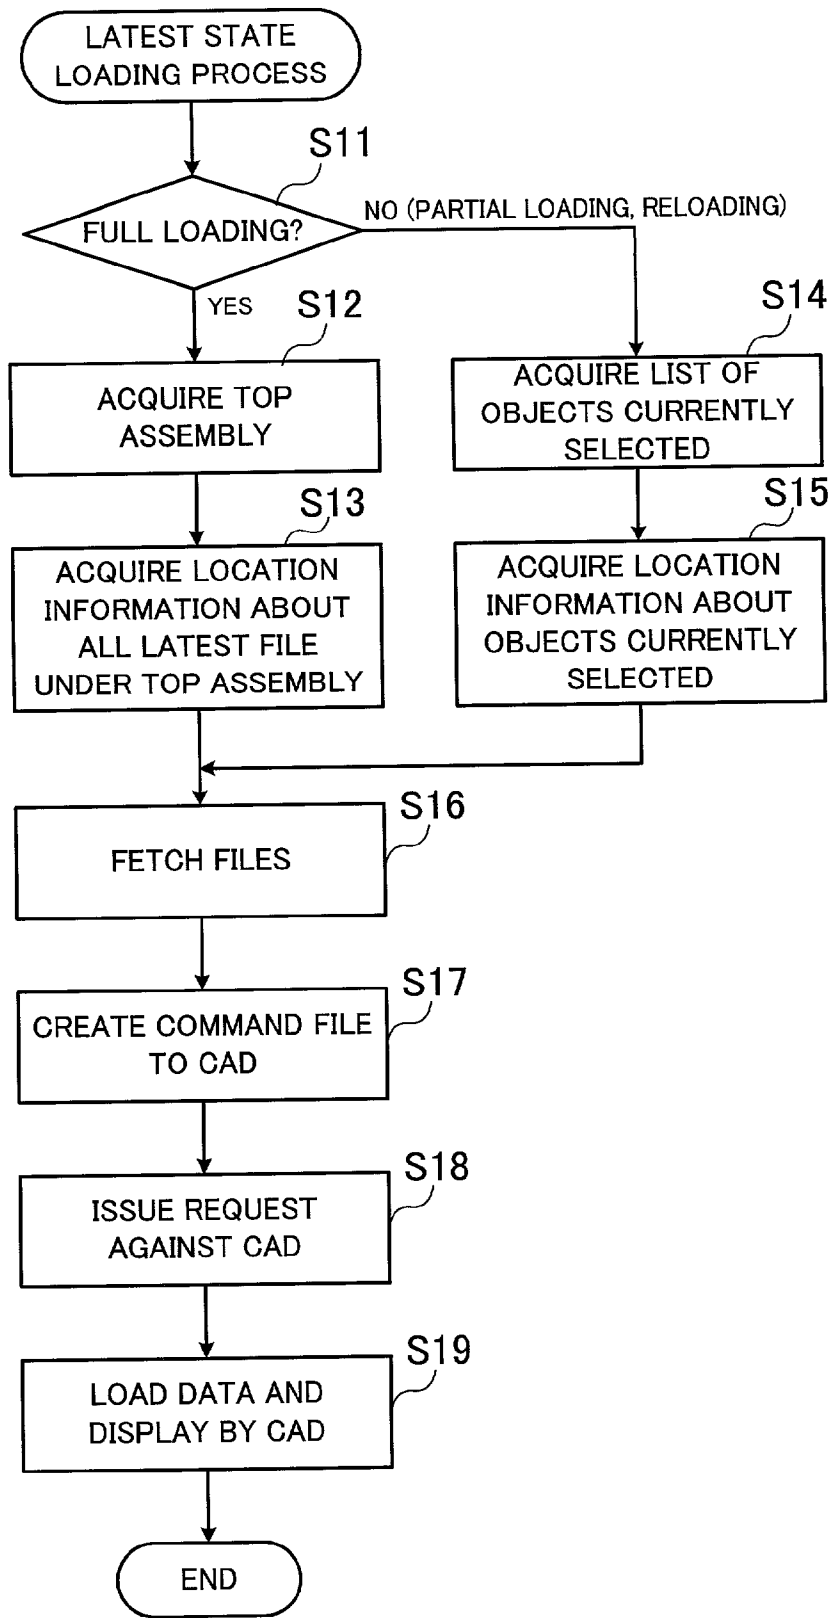 LATEST STATE
LOADING PROCESS
S11
FULL LOADING?
NO (PARTIAL LOADING, RELOADING)
YES
S12
ACQUIRE TOP
ASSEMBLY
S14
ACQUIRE LIST OF
OBJECTS CURRENTLY
SELECTED
S13
ACQUIRE LOCATION
INFORMATION ABOUT
ALL LATEST FILE
UNDER TOP ASSEMBLY
S15
ACQUIRE LOCATION
INFORMATION ABOUT
OBJECTS CURRENTLY
SELECTED
S16
FETCH FILES
S17
CREATE COMMAND FILE
TO CAD
S18
ISSUE REQUEST
AGAINST CAD
S19
LOAD DATA AND
DISPLAY BY CAD
END